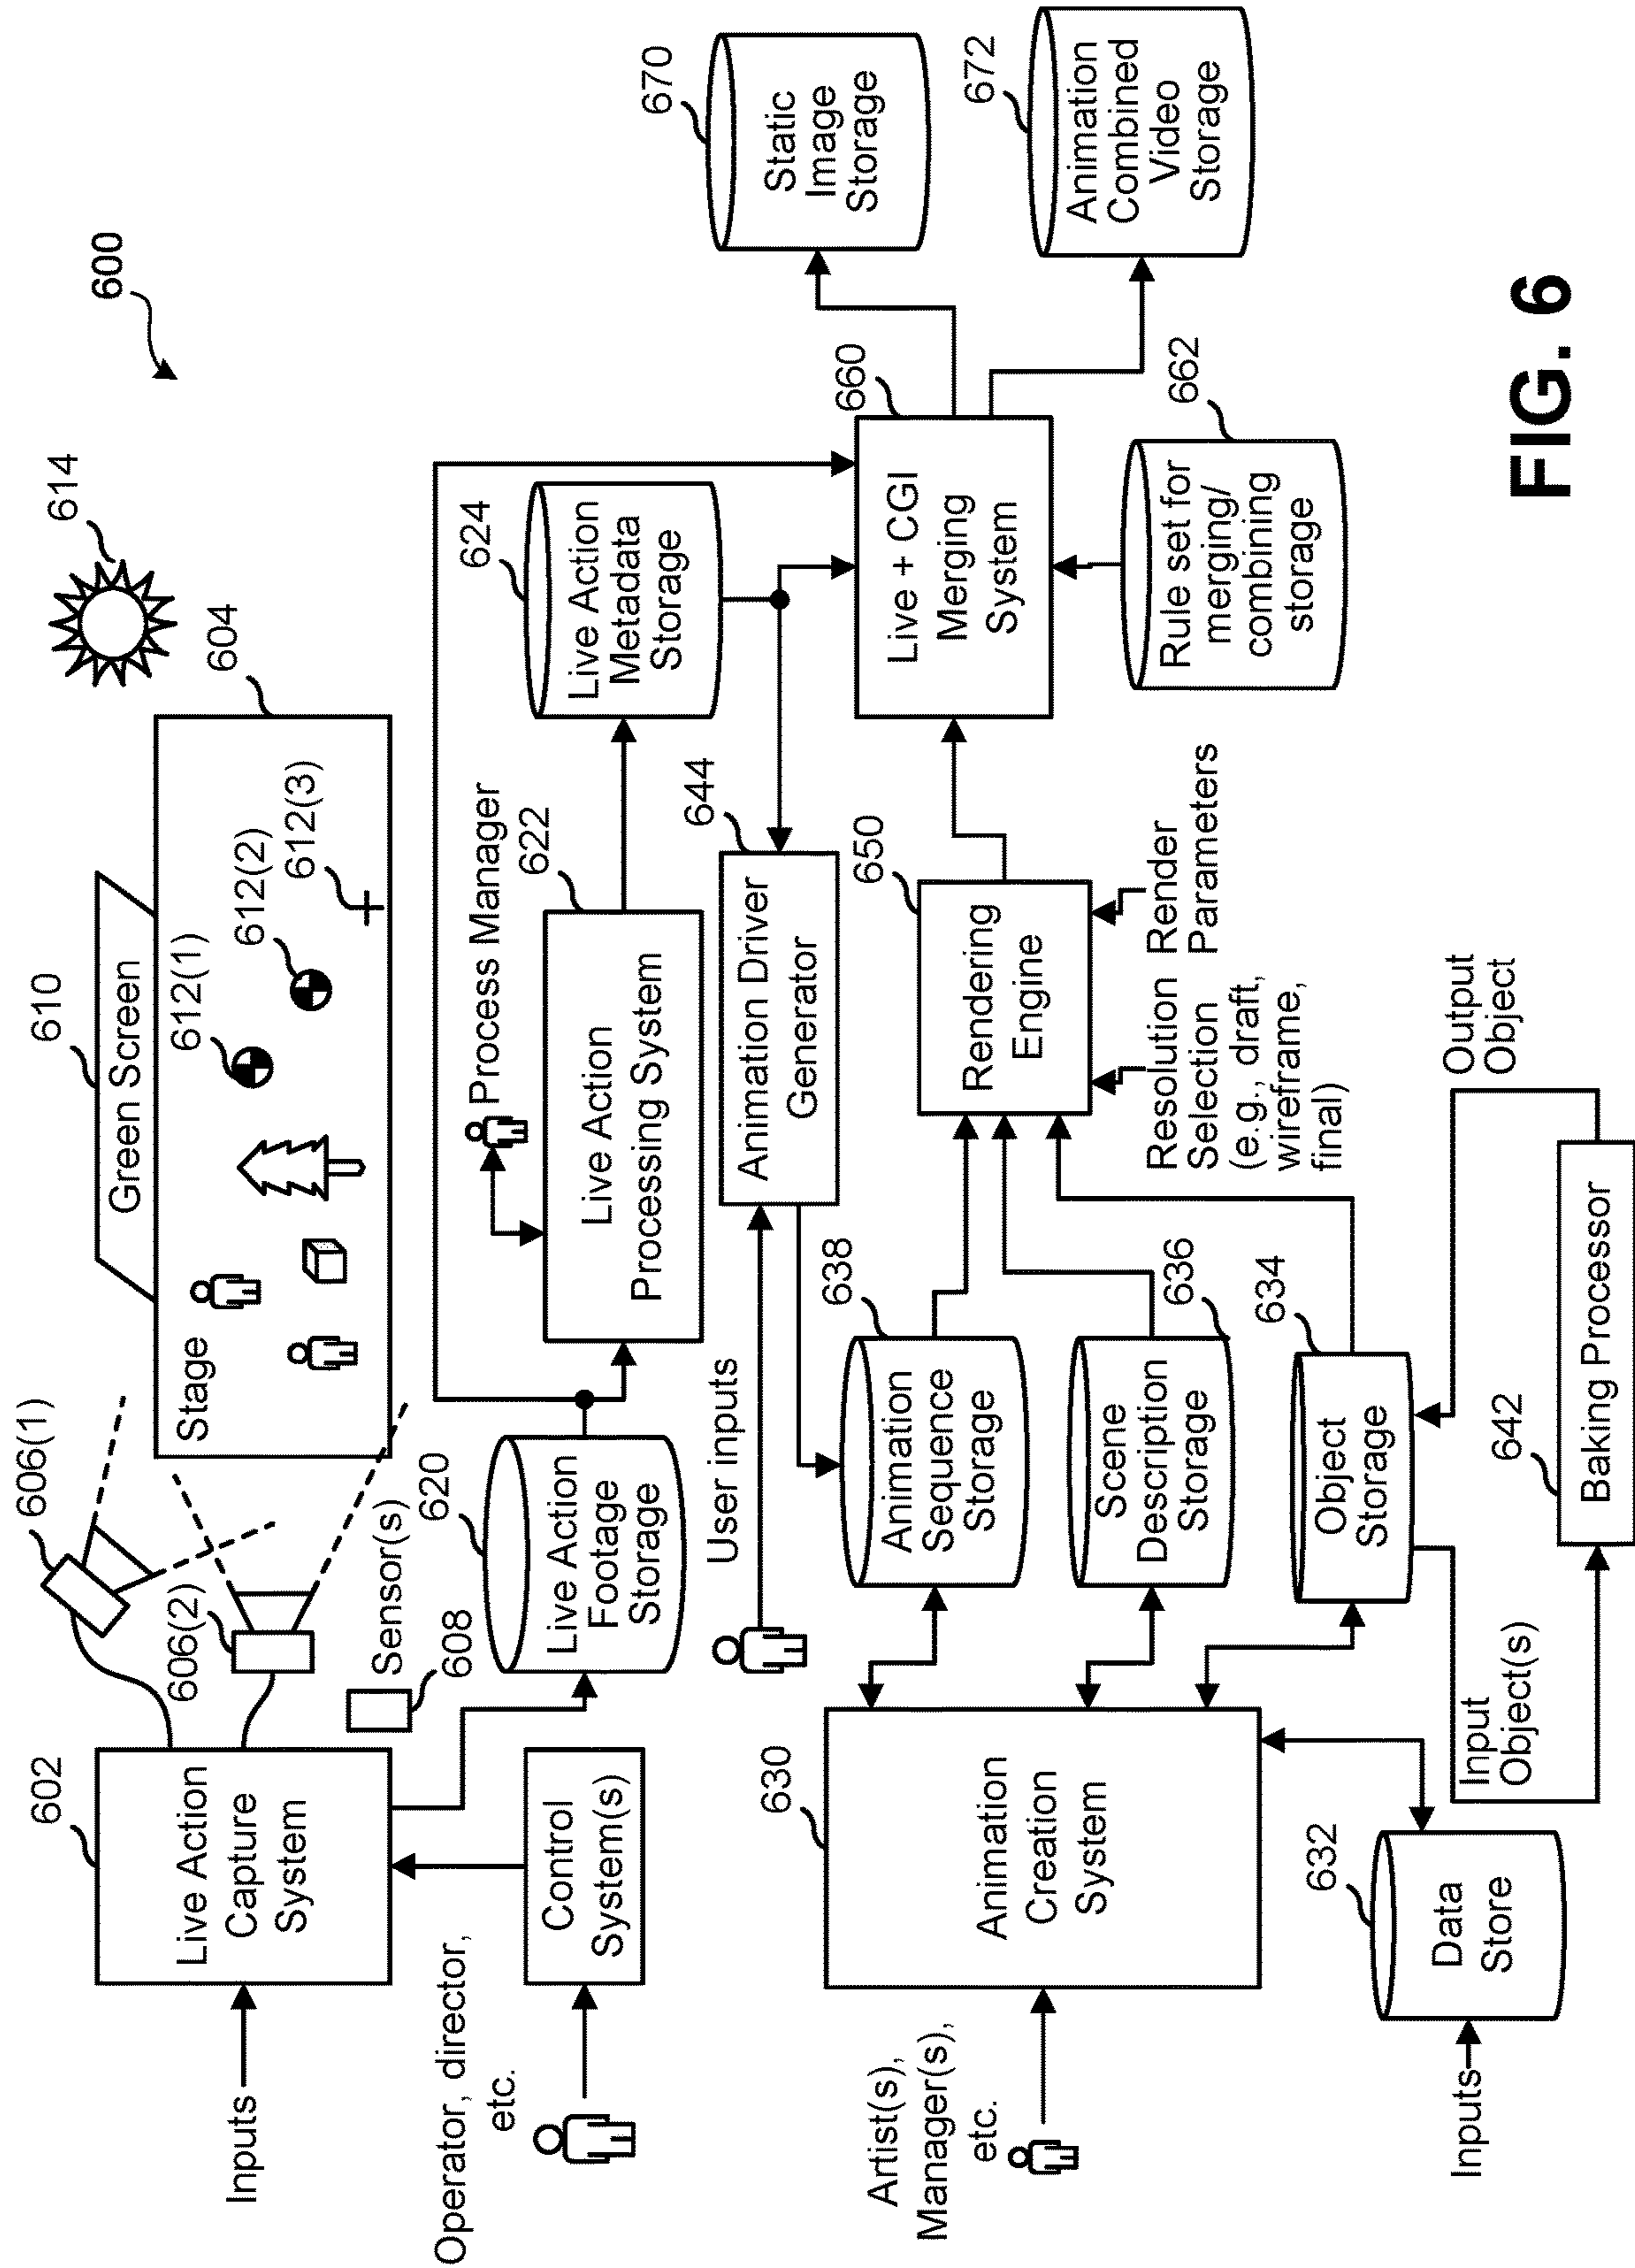 600
614
604
610
Green Screen
Stage
612(1)
612(2)
612(3)
606(1)
606(2)
Sensor(s)
608
602
Live Action
Capture
System
Inputs
Operator, director,
etc.
Control
System(s)
620
Live Action
Footage
Storage
Process Manager
622
Live Action
Processing System
624
Live Action
Metadata
Storage
User inputs
644
Animation Driver
Generator
630
Animation
Creation
System
Artist(s),
Manager(s),
etc.
638
Animation
Sequence
Storage
636
Scene
Description
Storage
634
Object
Storage
632
Data
Store
Inputs
Input
Object(s)
642
Baking Processor
Output
Object
650
Rendering
Engine
Resolution
Selection
(e.g., draft,
wireframe,
final)
Render
Parameters
660
Live + CGI
Merging
System
662
Rule set for
merging/
combining
storage
670
Static
Image
Storage
672
Animation
Combined
Video
Storage
FIG. 6